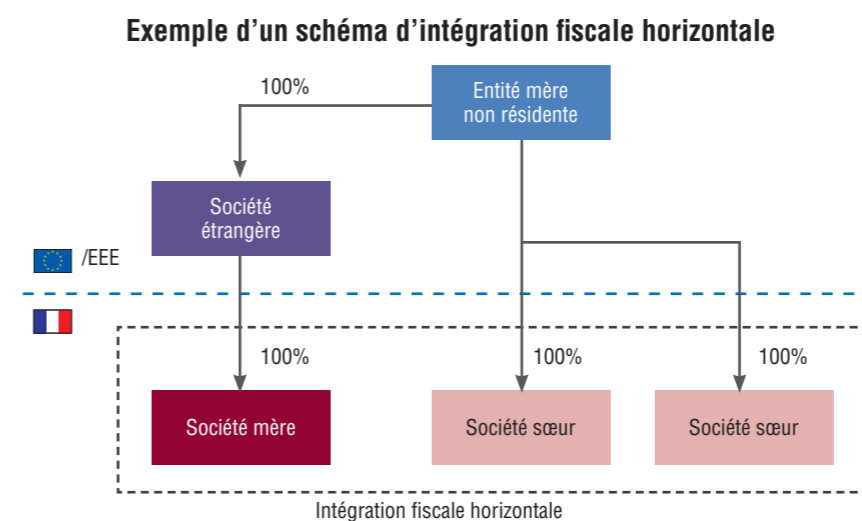 Exemple d’un schéma d’intégration fiscale horizontale
100%
Entité mère
non résidente
Société
étrangère
/EEE
100%
100%
100%
Société mère
Société sœur
Société sœur
Intégration fiscale horizontale